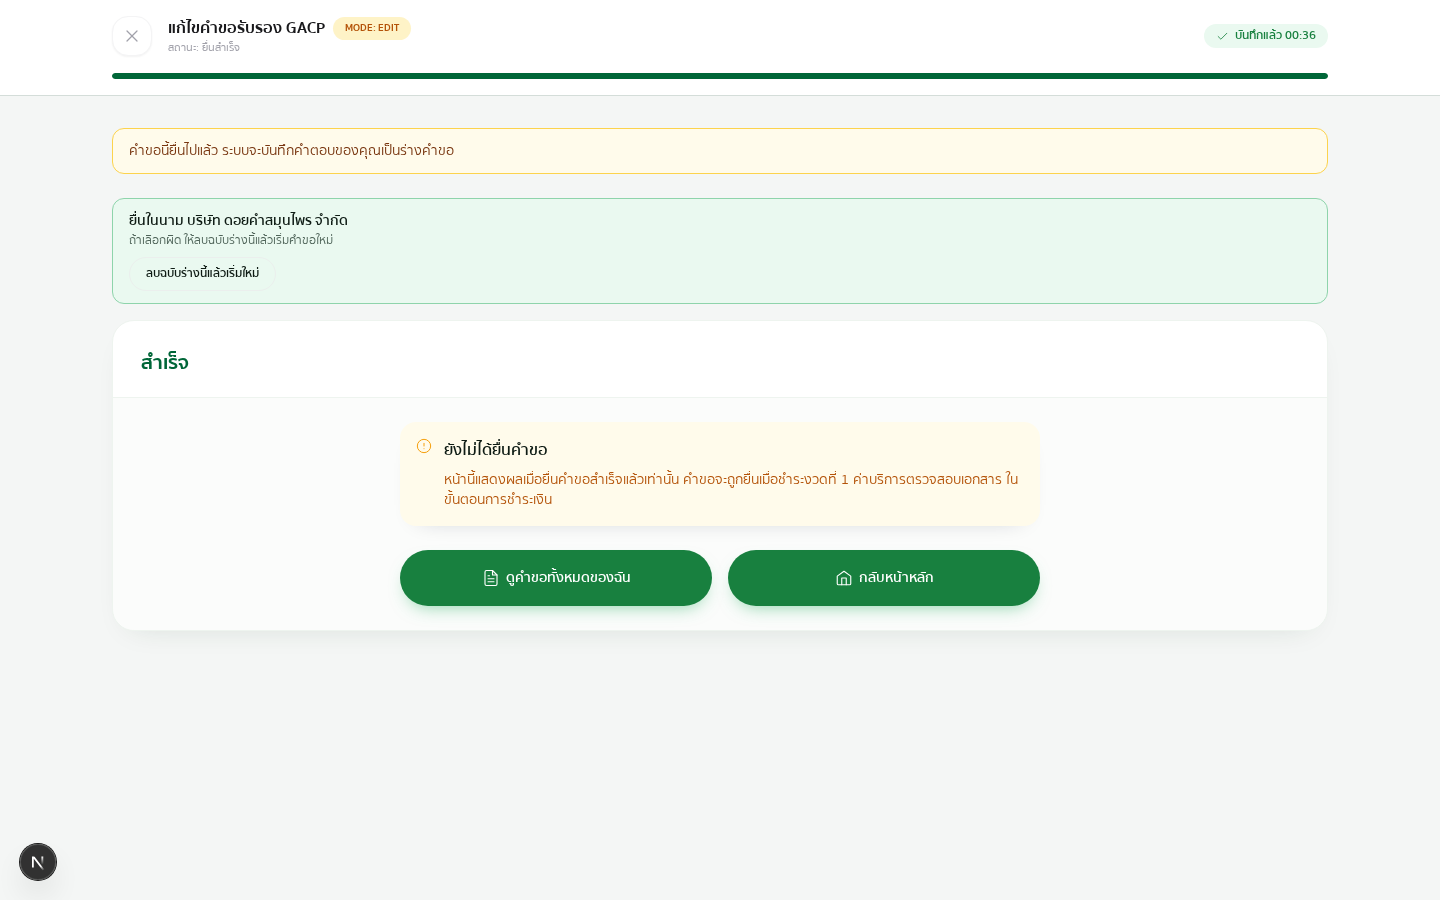 แก้ไขคำขอรับรอง GACP
MODE: EDIT
สถานะ: ยื่นสำเร็จ
บันทึกแล้ว 00:36
คำขอนี้ยื่นไปแล้ว ระบบจะบันทึกคำตอบของคุณเป็นร่างคำขอ
ยื่นในนาม บริษัท ดอยคำสมุนไพร จำกัด
ถ้าเลือกผิด ให้ลบฉบับร่างนี้แล้วเริ่มคำขอใหม่
ลบฉบับร่างนี้แล้วเริ่มใหม่
สำเร็จ
ยังไม่ได้ยื่นคำขอ
หน้านี้แสดงผลเมื่อยื่นคำขอสำเร็จแล้วเท่านั้น คำขอจะถูกยื่นเมื่อชำระงวดที่ 1 ค่าบริการตรวจสอบเอกสาร ใน
ขั้นตอนการชำระเงิน
ดูคำขอทั้งหมดของฉัน
กลับหน้าหลัก
N